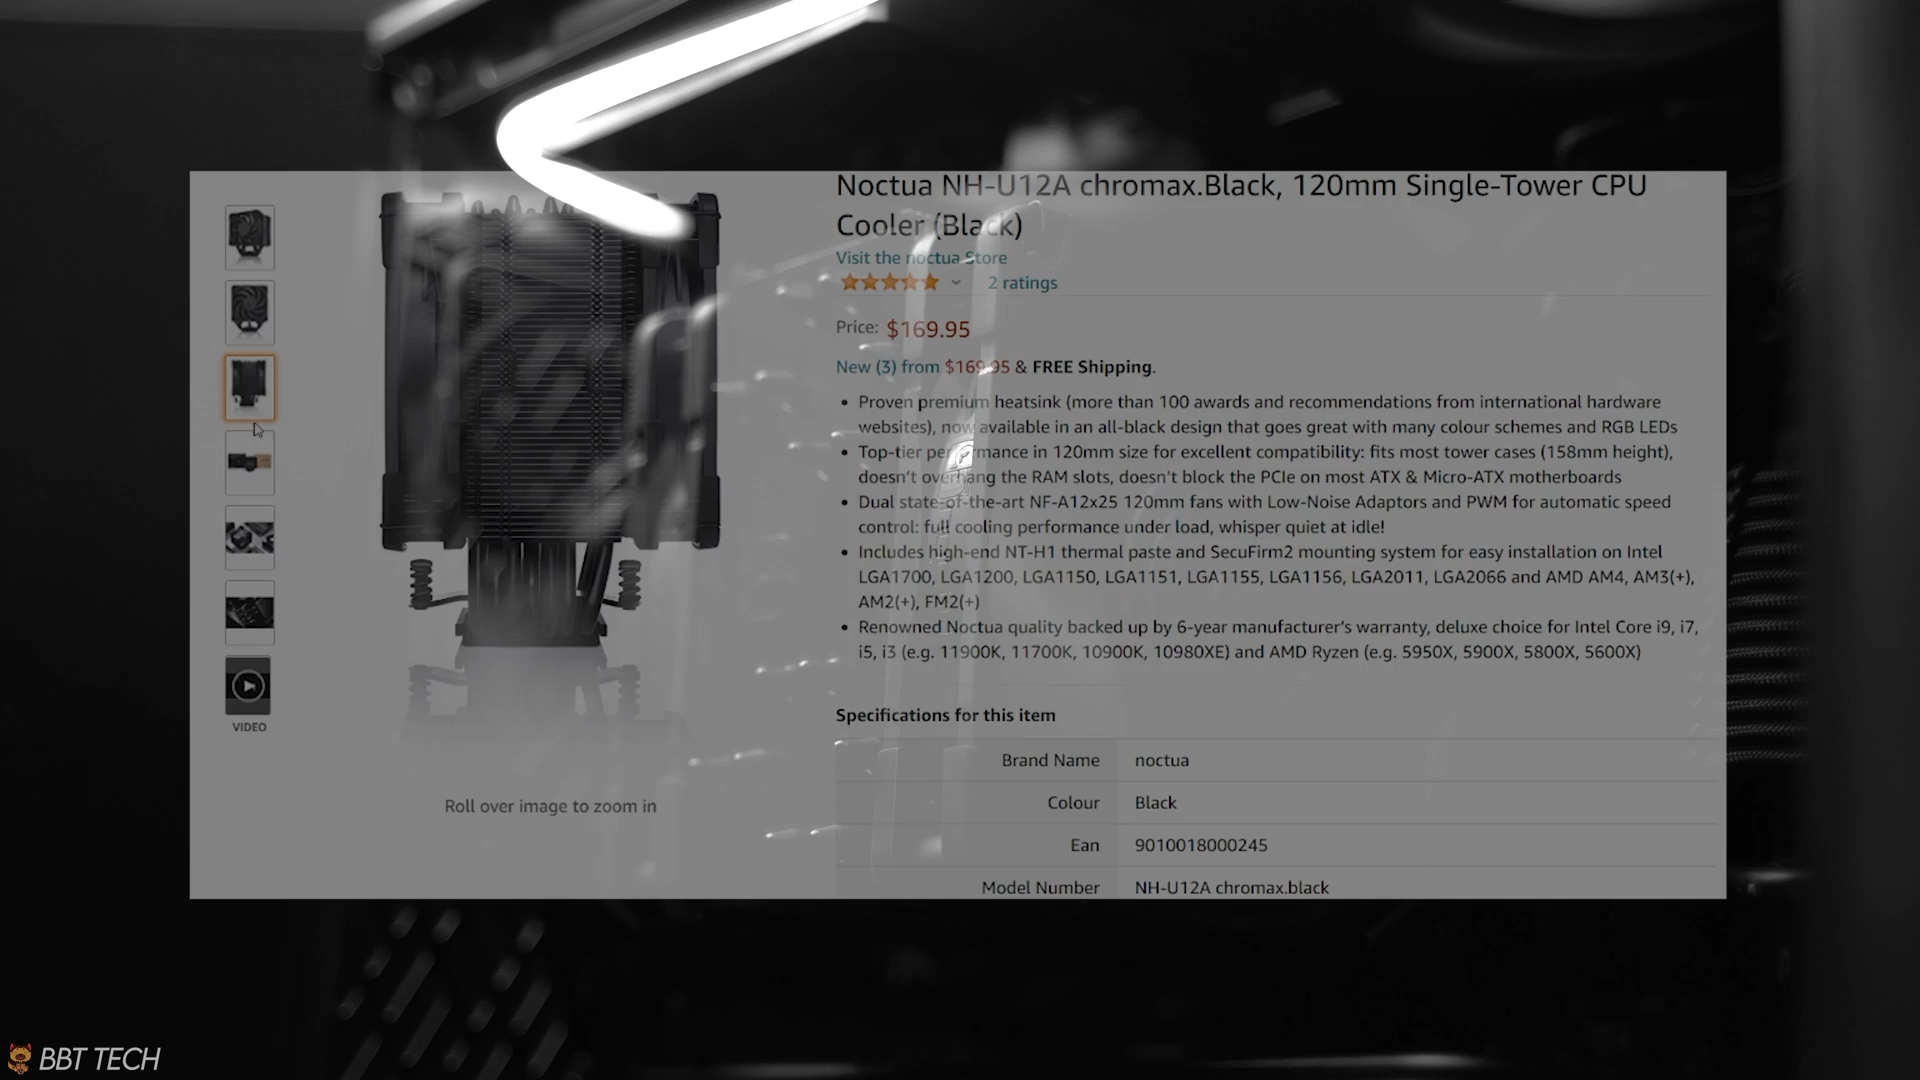 Noctua NH-U12A chromax.Black, 120mm Single-Tower CPU
Cooler (Black)
Visit the noctua Store
2 ratings
Price: $169.95
New (3) from $169.95 & FREE Shipping.
• Proven premium heatsink (more than 100 awards and recommendations from international hardware
websites), now available in an all-black design that goes great with many colour schemes and RGB LEDs
• Top-tier performance in 120mm size for excellent compatibility: fits most tower cases (158mm height),
doesn't overhang the RAM slots, doesn't block the PCIe on most ATX & Micro-ATX motherboards
• Dual state-of-the-art NF-A12x25 120mm fans with Low-Noise Adaptors and PWM for automatic speed
control: full cooling performance under load, whisper quiet at idle!
• Includes high-end NT-H1 thermal paste and SecuFirm2 mounting system for easy installation on Intel
LGA1700, LGA1200, LGA1150, LGA1151, LGA1155, LGA1156, LGA2011, LGA2066 and AMD AM4, AM3(+),
AM2(+), FM2(+)
• Renowned Noctua quality backed up by 6-year manufacturer's warranty, deluxe choice for Intel Core i9, i7,
i5, i3 (e.g. 11900K, 11700K, 10900K, 10980XE) and AMD Ryzen (e.g. 5950X, 5900X, 5800X, 5600X)
VIDEO
Roll over image to zoom in
Specifications for this item
Brand Name noctua
Colour Black
Ean 9010018000245
Model Number NH-U12A chromax.black
BBT TECH